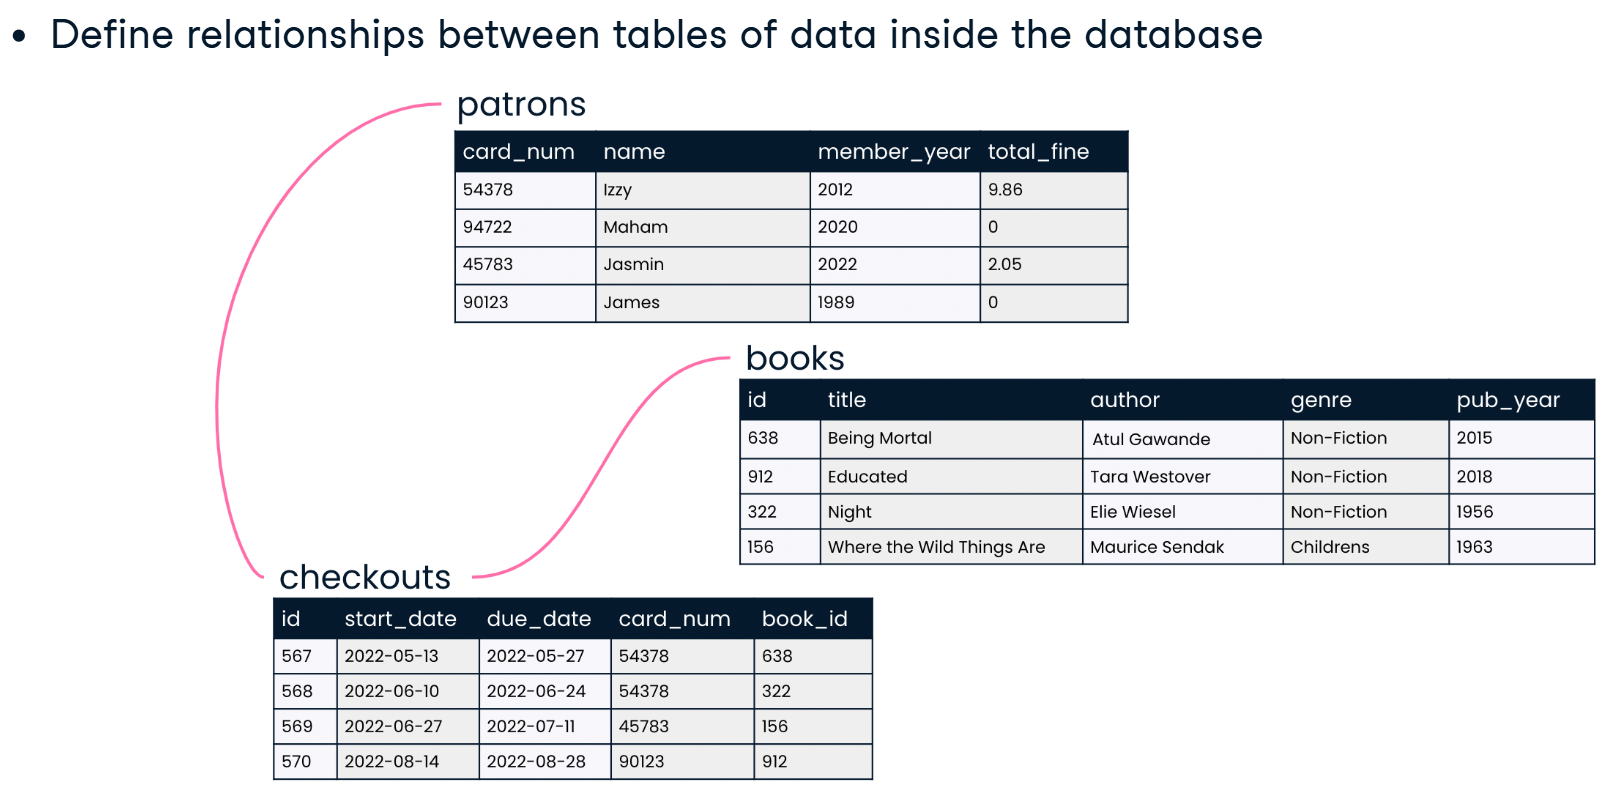 • Define relationships between tables of data inside the database
patrons
card_num name member_year total_fine
54378 Izzy 2012 9.86
94722 Maham 2020 0
45783 Jasmin 2022 2.05
90123 James 1989 0
books
id title author genre pub_year
638 Being Mortal Atul Gawande Non-Fiction 2015
912 Educated Tara Westover Non-Fiction 2018
322 Night Elie Wiesel Non-Fiction 1956
156 Where the Wild Things Are Maurice Sendak Childrens 1963
checkouts
id start_date due_date card_num book_id
567 2022-05-13 2022-05-27 54378 638
568 2022-06-10 2022-06-24 54378 322
569 2022-06-27 2022-07-11 45783 156
570 2022-08-14 2022-08-28 90123 912